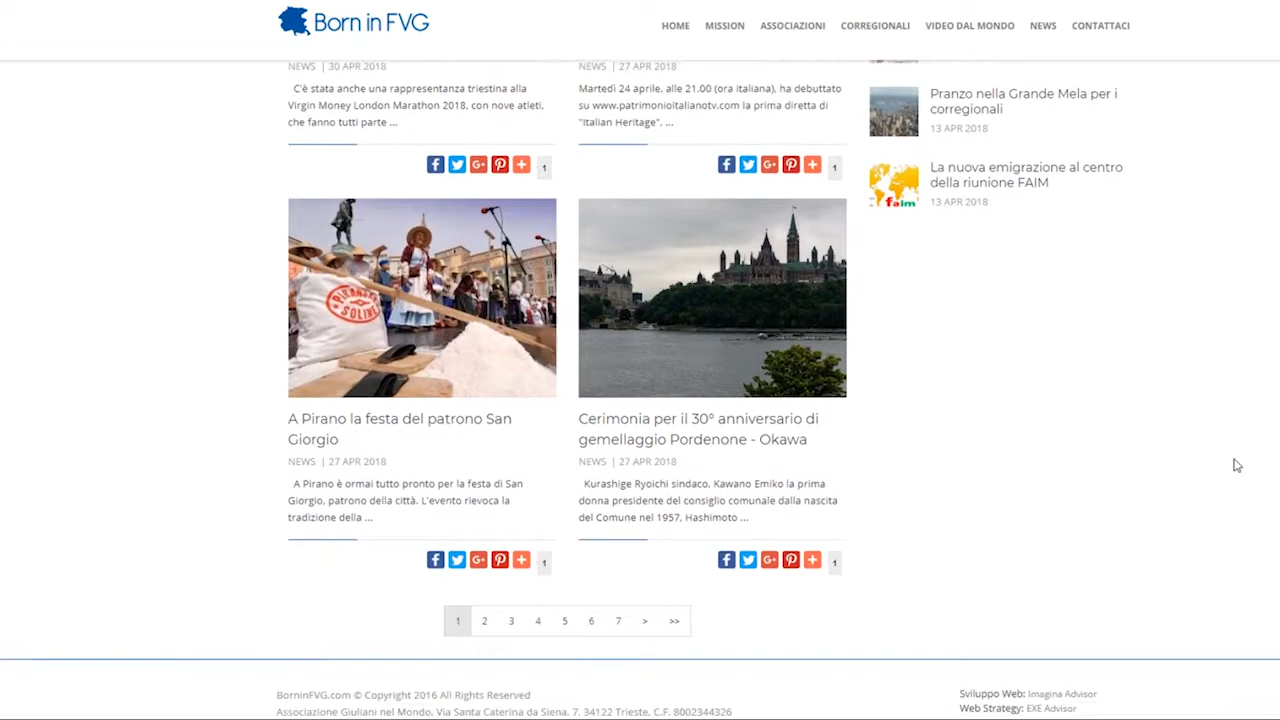 Born in FVG
HOME MISSION ASSOCIAZIONI CORREGIONALI VIDEO DAL MONDO NEWS CONTATTACI
NEWS | 30 APR 2018
C'è stata anche una rappresentanza triestina alla
Virgin Money London Marathon 2018, con nove atleti,
che fanno tutti parte ...
1
NEWS | 27 APR 2018
Martedì 24 aprile, alle 21.00 (ora italiana), ha debuttato
su www.patrimonioitalianotv.com la prima diretta di
"Italian Heritage", ...
1
Pranzo nella Grande Mela per i
corregionali
13 APR 2018
faim
La nuova emigrazione al centro
della riunione FAIM
13 APR 2018
PIRANSKE
SOLINE
A Pirano la festa del patrono San
Giorgio
NEWS | 27 APR 2018
A Pirano è ormai tutto pronto per la festa di San
Giorgio, patrono della città. L'evento rievoca la
tradizione della ...
1
Cerimonia per il 30° anniversario di
gemellaggio Pordenone - Okawa
NEWS | 27 APR 2018
Kurashige Ryoichi sindaco, Kawano Emiko la prima
donna presidente del consiglio comunale dalla nascita
del Comune nel 1957, Hashimoto ...
1
1 2 3 4 5 6 7 > >>
BorninFVG.com © Copyright 2016 All Rights Reserved
Associazione Giuliani nel Mondo, Via Santa Caterina da Siena, 7, 34122 Trieste, C.F. 8002344326
Sviluppo Web: Imagina Advisor
Web Strategy: EXE Advisor